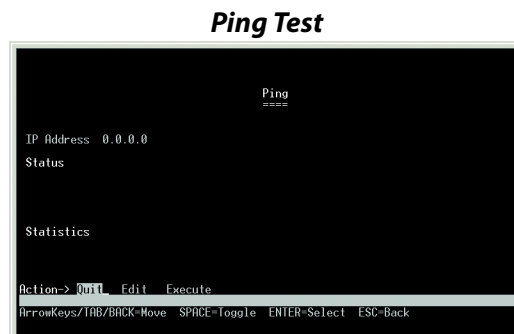 Ping Test
Ping
====
IP Address 0.0.0.0
Status
Statistics
Action-> Quit Edit Execute
ArrowKeys/TAB/BACK=Move SPACE=Toggle ENTER=Select ESC=Back